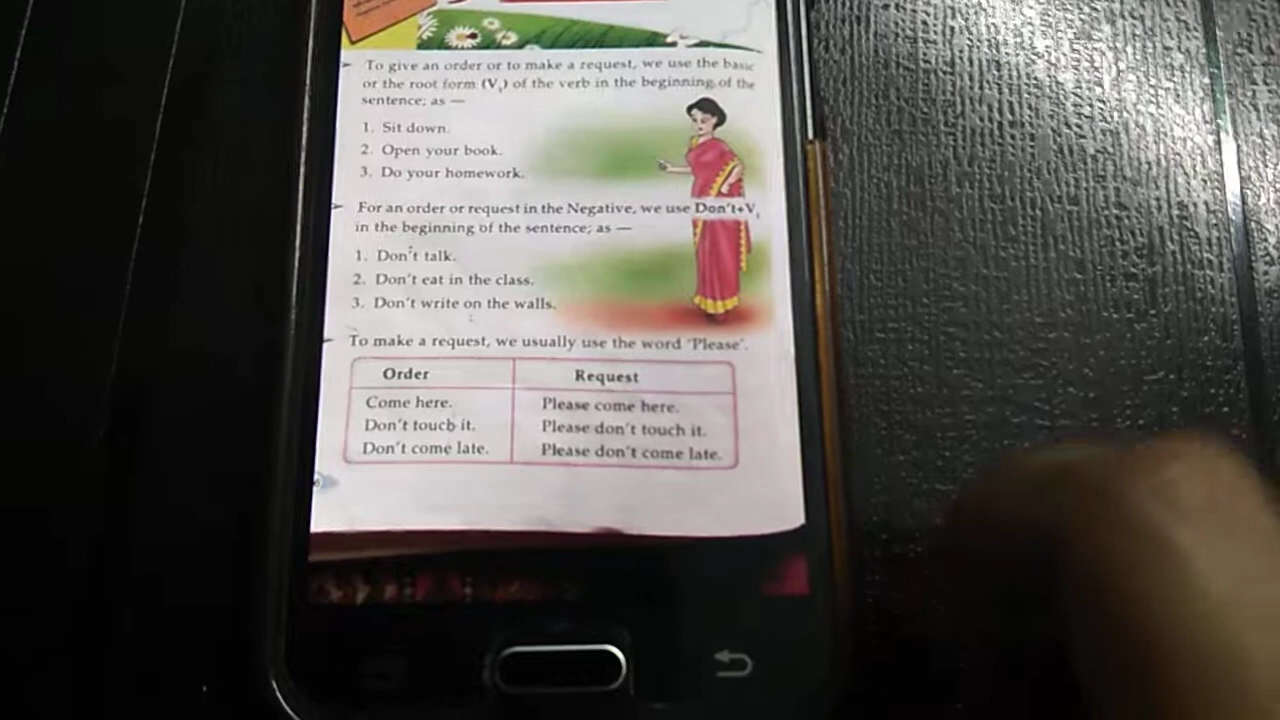 To give an order or to make a request, we use the basic
or the root form (V₁) of the verb in the beginning of the
sentence; as —
1. Sit down.
2. Open your book.
3. Do your homework.
For an order or request in the Negative, we use Don't+V₁
in the beginning of the sentence; as —
1. Don't talk.
2. Don't eat in the class.
3. Don't write on the walls.
To make a request, we usually use the word 'Please'.
Order Request
Come here. Please come here.
Don't touch it. Please don't touch it.
Don't come late. Please don't come late.